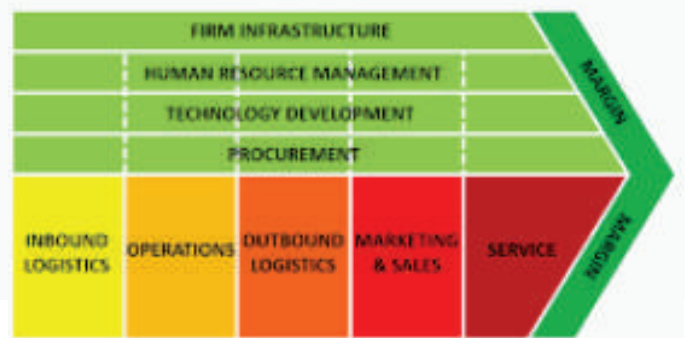 FIRM INFRASTRUCTURE
HUMAN RESOURCE MANAGEMENT
TECHNOLOGY DEVELOPMENT
PROCUREMENT
MARGIN
INBOUND
LOGISTICS
OPERATIONS
OUTBOUND
LOGISTICS
MARKETING
& SALES
SERVICE
MARGIN